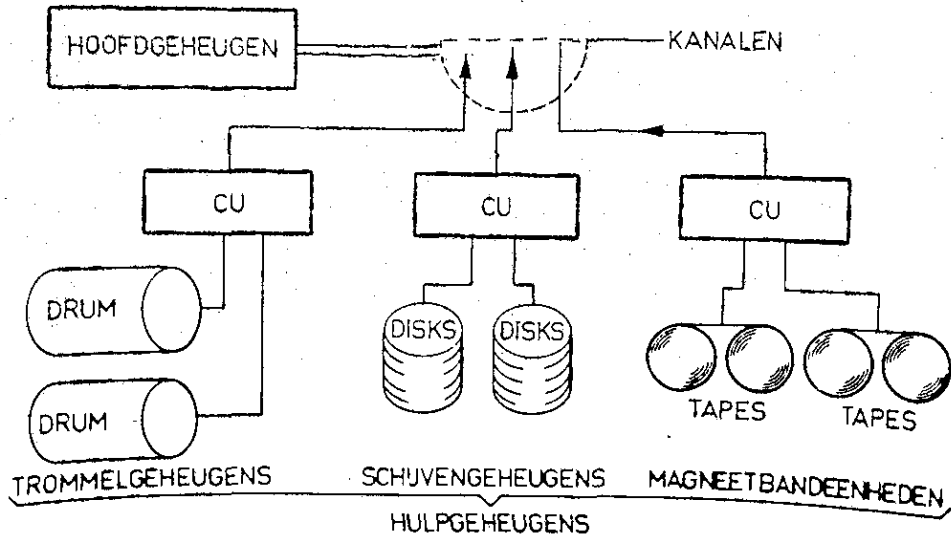 HOOFDGEHEUGEN
KANALEN
CU
CU
CU
DRUM
DISKS
DISKS
DRUM
TAPES
TAPES
TROMMELGEHEUGENS
SCHIJVENGEHEUGENS
MAGNEETBANDEENHEDEN
HULPGEHEUGENS